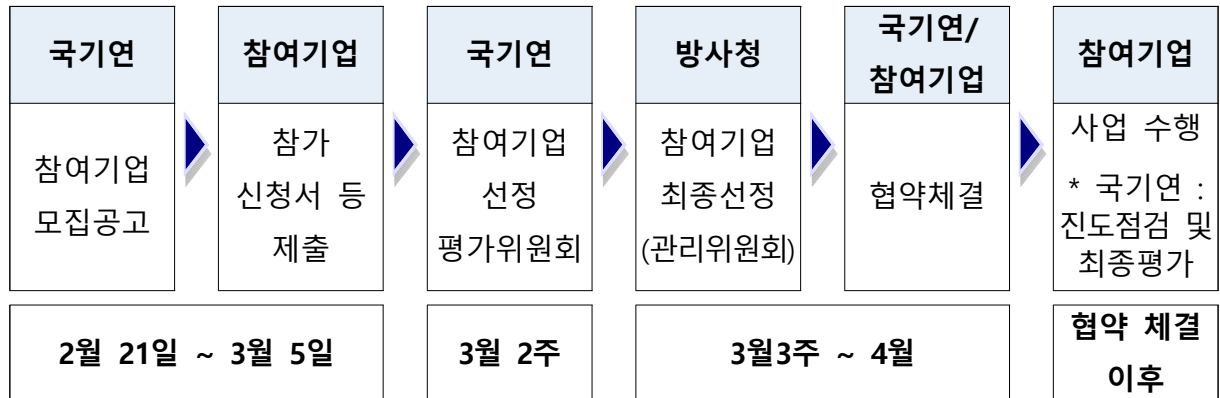 국기연
참여기업
모집공고
참여기업
참가
신청서 등
제출
국기연
참여기업
선정
평가위원회
방사청
참여기업
최종선정
(관리위원회)
국기연/
참여기업
협약체결
참여기업
사업 수행
* 국기연 :
진도점검 및
최종평가
2월 21일 ~ 3월 5일
3월 2주
3월3주 ~ 4월
협약 체결
이후